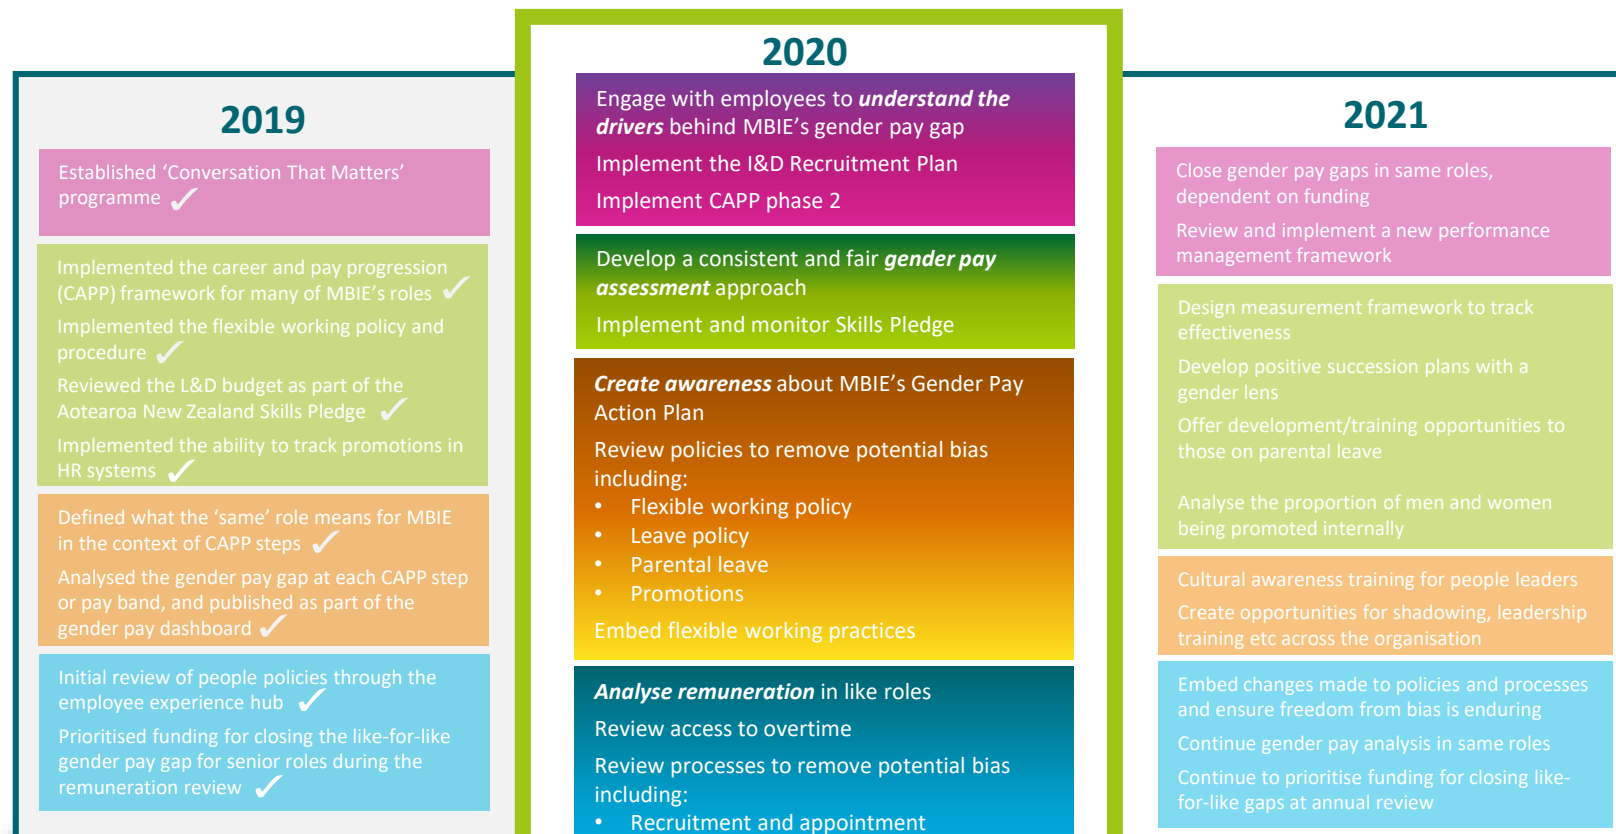 2019
Established ‘Conversation That Matters’
programme ✓
Implemented the career and pay progression
(CAPP) framework for many of MBIE’s roles ✓
Implemented the flexible working policy and
procedure ✓
Reviewed the L&D budget as part of the
Aotearoa New Zealand Skills Pledge ✓
Implemented the ability to track promotions in
HR systems ✓
Defined what the ‘same’ role means for MBIE
in the context of CAPP steps ✓
Analysed the gender pay gap at each CAPP step
or pay band, and published as part of the
gender pay dashboard ✓
Initial review of people policies through the
employee experience hub ✓
Prioritised funding for closing the like-for-like
gender pay gap for senior roles during the
remuneration review ✓
2020
Engage with employees to understand the
drivers behind MBIE’s gender pay gap
Implement the I&D Recruitment Plan
Implement CAPP phase 2
Develop a consistent and fair gender pay
assessment approach
Implement and monitor Skills Pledge
Create awareness about MBIE’s Gender Pay
Action Plan
Review policies to remove potential bias
including:
• Flexible working policy
• Leave policy
• Parental leave
• Promotions
Embed flexible working practices
Analyse remuneration in like roles
Review access to overtime
Review processes to remove potential bias
including:
• Recruitment and appointment
2021
Close gender pay gaps in same roles,
dependent on funding
Review and implement a new performance
management framework
Design measurement framework to track
effectiveness
Develop positive succession plans with a
gender lens
Offer development/training opportunities to
those on parental leave
Analyse the proportion of men and women
being promoted internally
Cultural awareness training for people leaders
Create opportunities for shadowing, leadership
training etc across the organisation
Embed changes made to policies and processes
and ensure freedom from bias is enduring
Continue gender pay analysis in same roles
Continue to prioritise funding for closing like-
for-like gaps at annual review